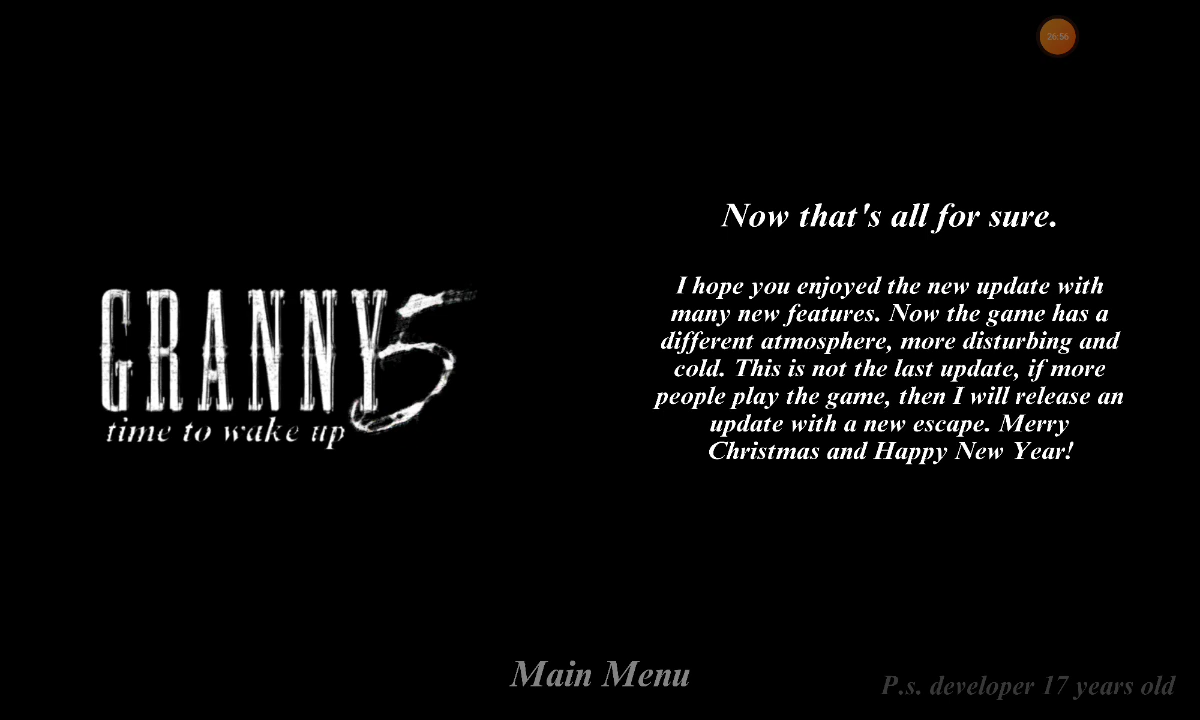 26:56
Now that's all for sure.
GRANNY 5
time to wake up
I hope you enjoyed the new update with
many new features. Now the game has a
different atmosphere, more disturbing and
cold. This is not the last update, if more
people play the game, then I will release an
update with a new escape. Merry
Christmas and Happy New Year!
Main Menu
P.s. developer 17 years old